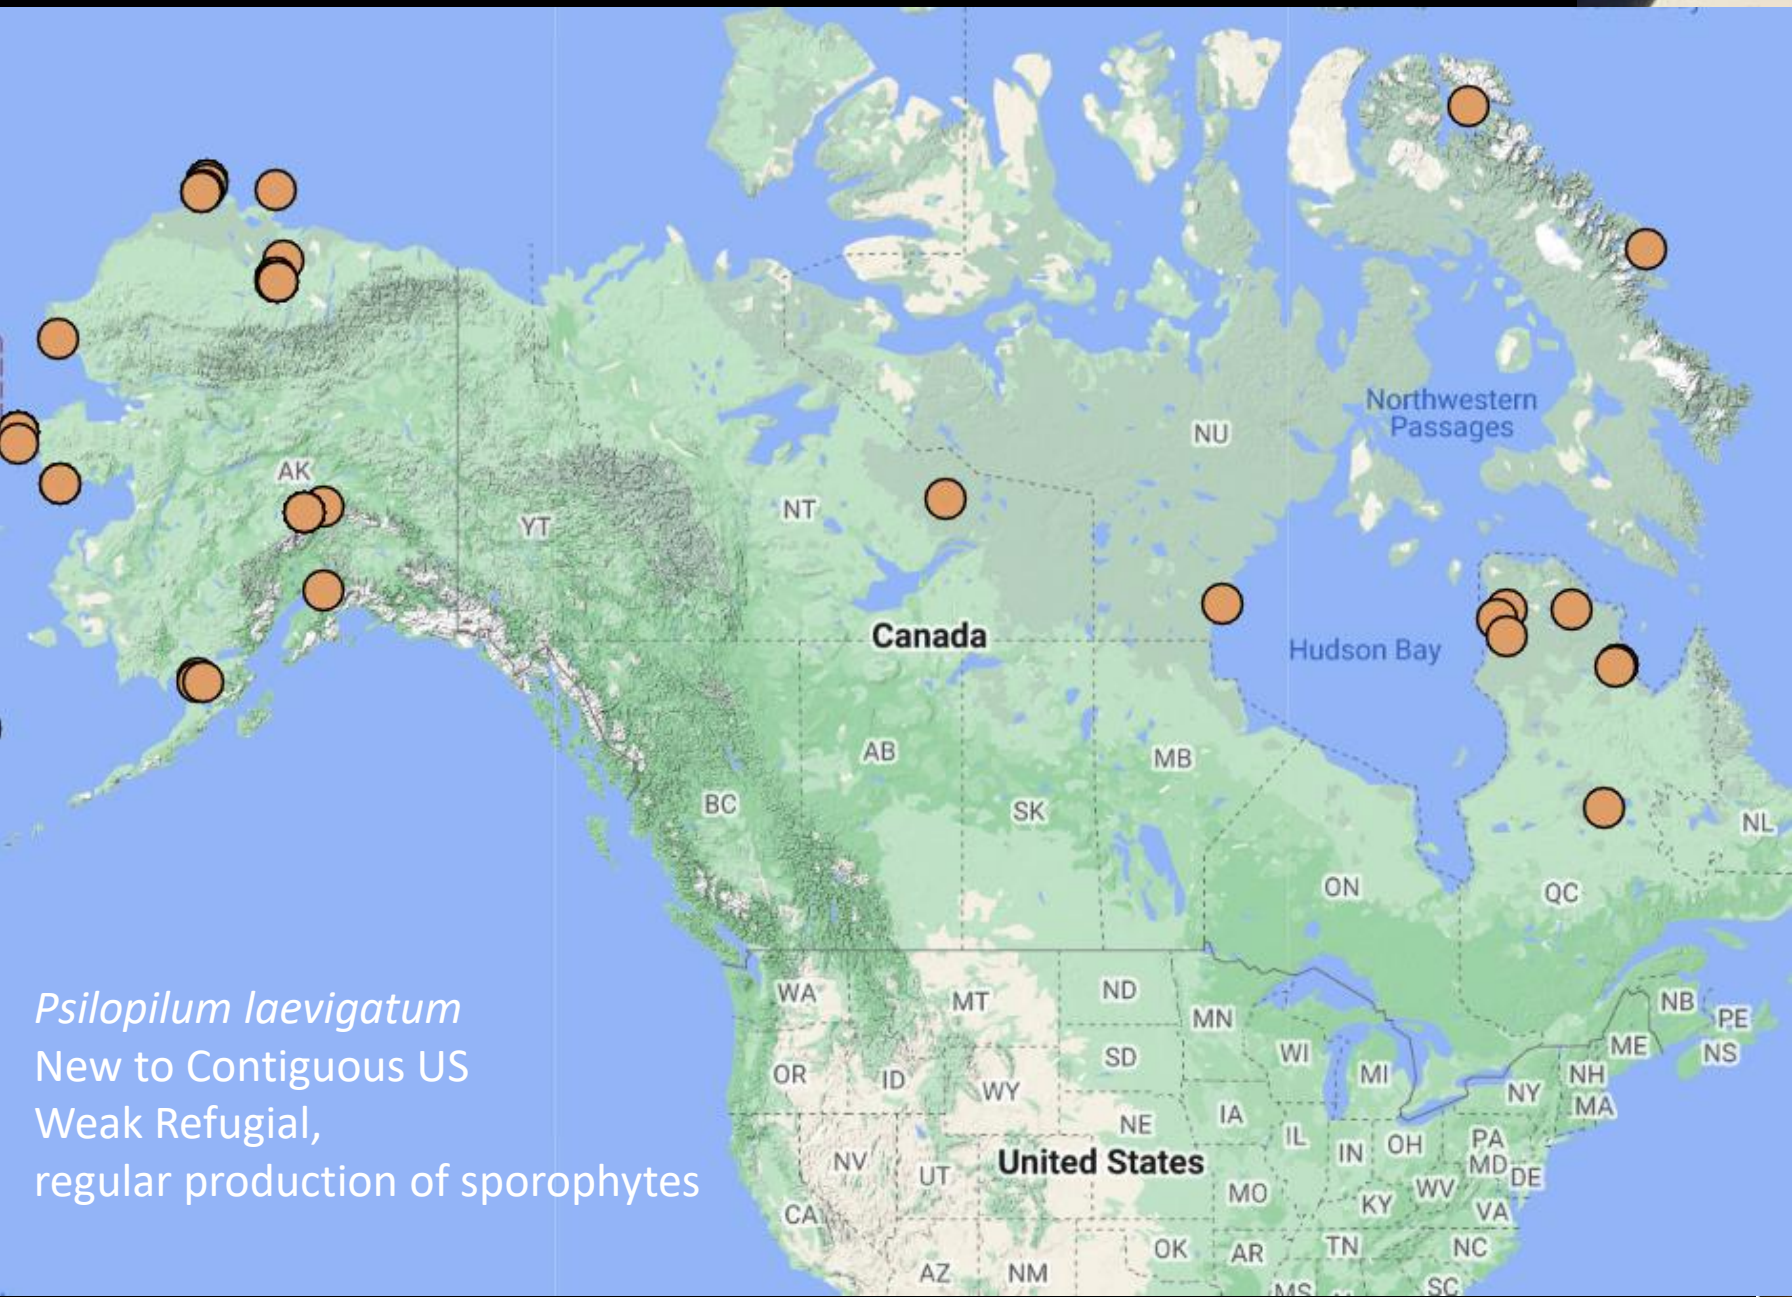 Northwestern
Passages
NU
AK
NT
YT
Canada
Hudson Bay
AB
MB
BC
SK
NL
ON
QC
Psilopilum laevigatum
New to Contiguous US
Weak Refugial,
regular production of sporophytes
WA
MT
ND
MN
NB
PE
ME
NS
OR
ID
WY
SD
WI
MI
NY
NH
MA
NE
IA
IL
IN
OH
PA
MD
DE
NV
UT
United States
MO
KY
WV
VA
CA
AZ
NM
OK
AR
TN
NC
MS
SC